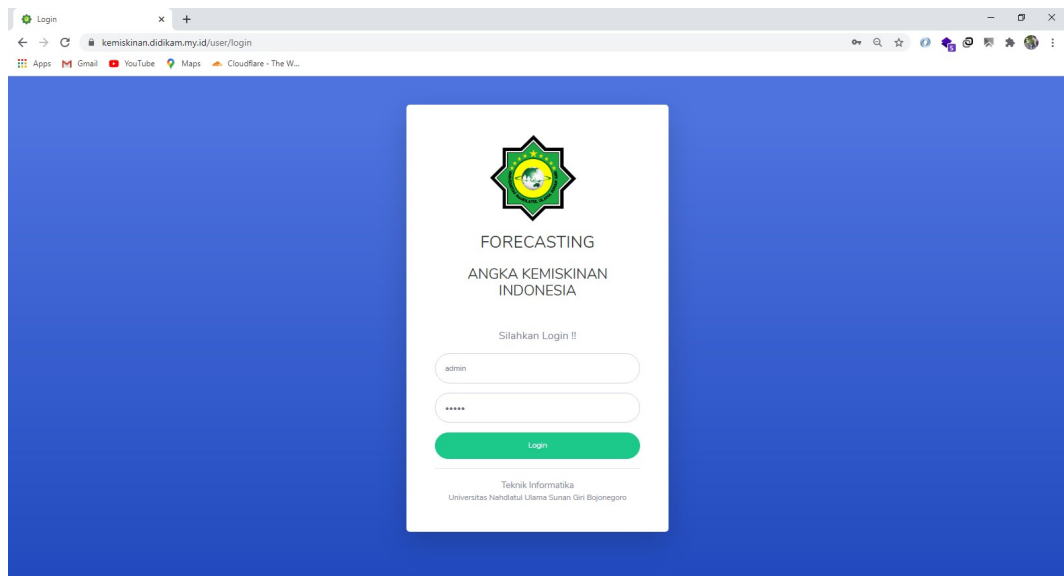 Login
kemiskinan.didikam.my.id/user/login
Apps Gmail YouTube Maps Cloudflare - The W...
FORECASTING
ANGKA KEMISKINAN
INDONESIA
Silahkan Login !!
admin
•••••
Login
Teknik Informatika
Universitas Nahdlatul Ulama Sunan Giri Bojonegoro